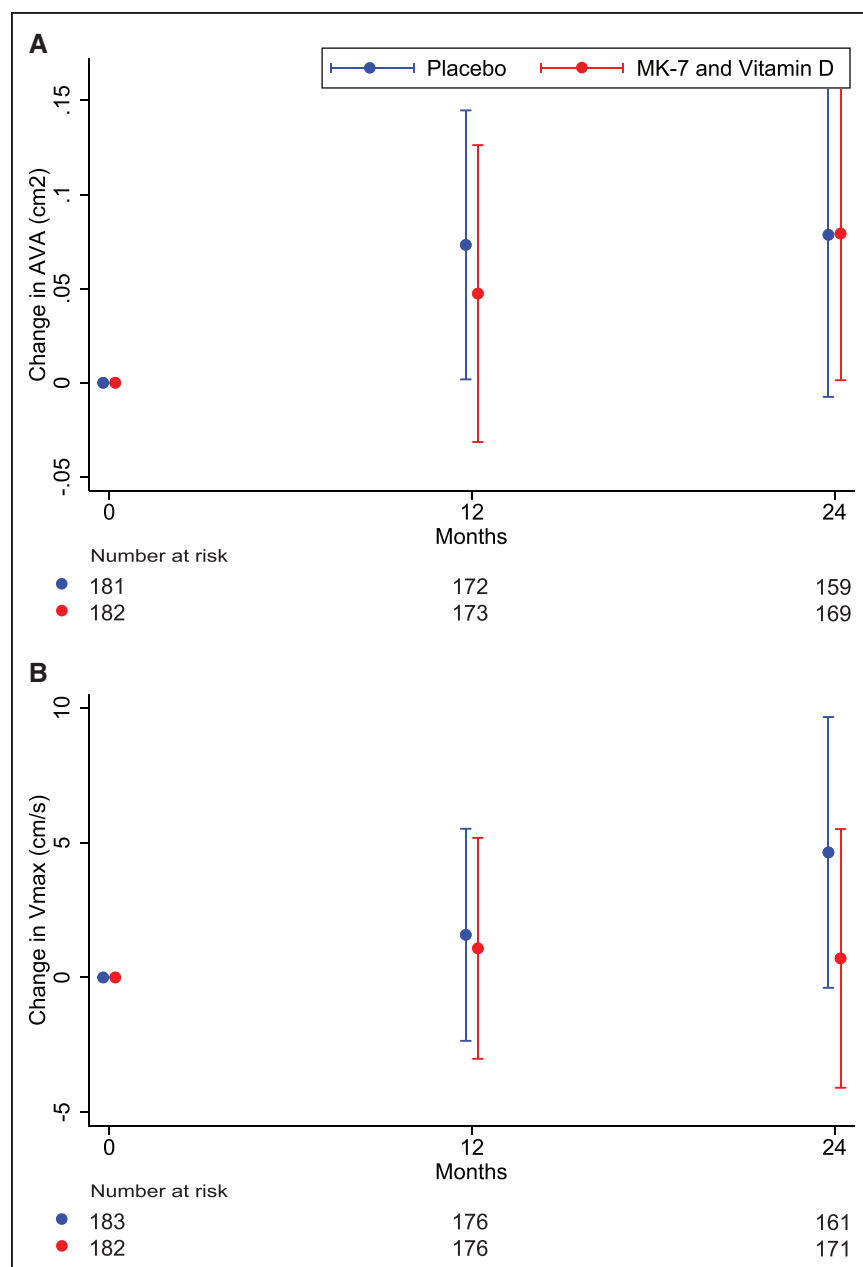 A
Placebo
MK-7 and Vitamin D
Change in AVA (cm2)
.15
.1
.05
0
-.05
0 12 24
Months
Number at risk
181 172 159
182 173 169
B
Change in Vmax (cm/s)
10
5
0
-5
0 12 24
Months
Number at risk
183 176 161
182 176 171